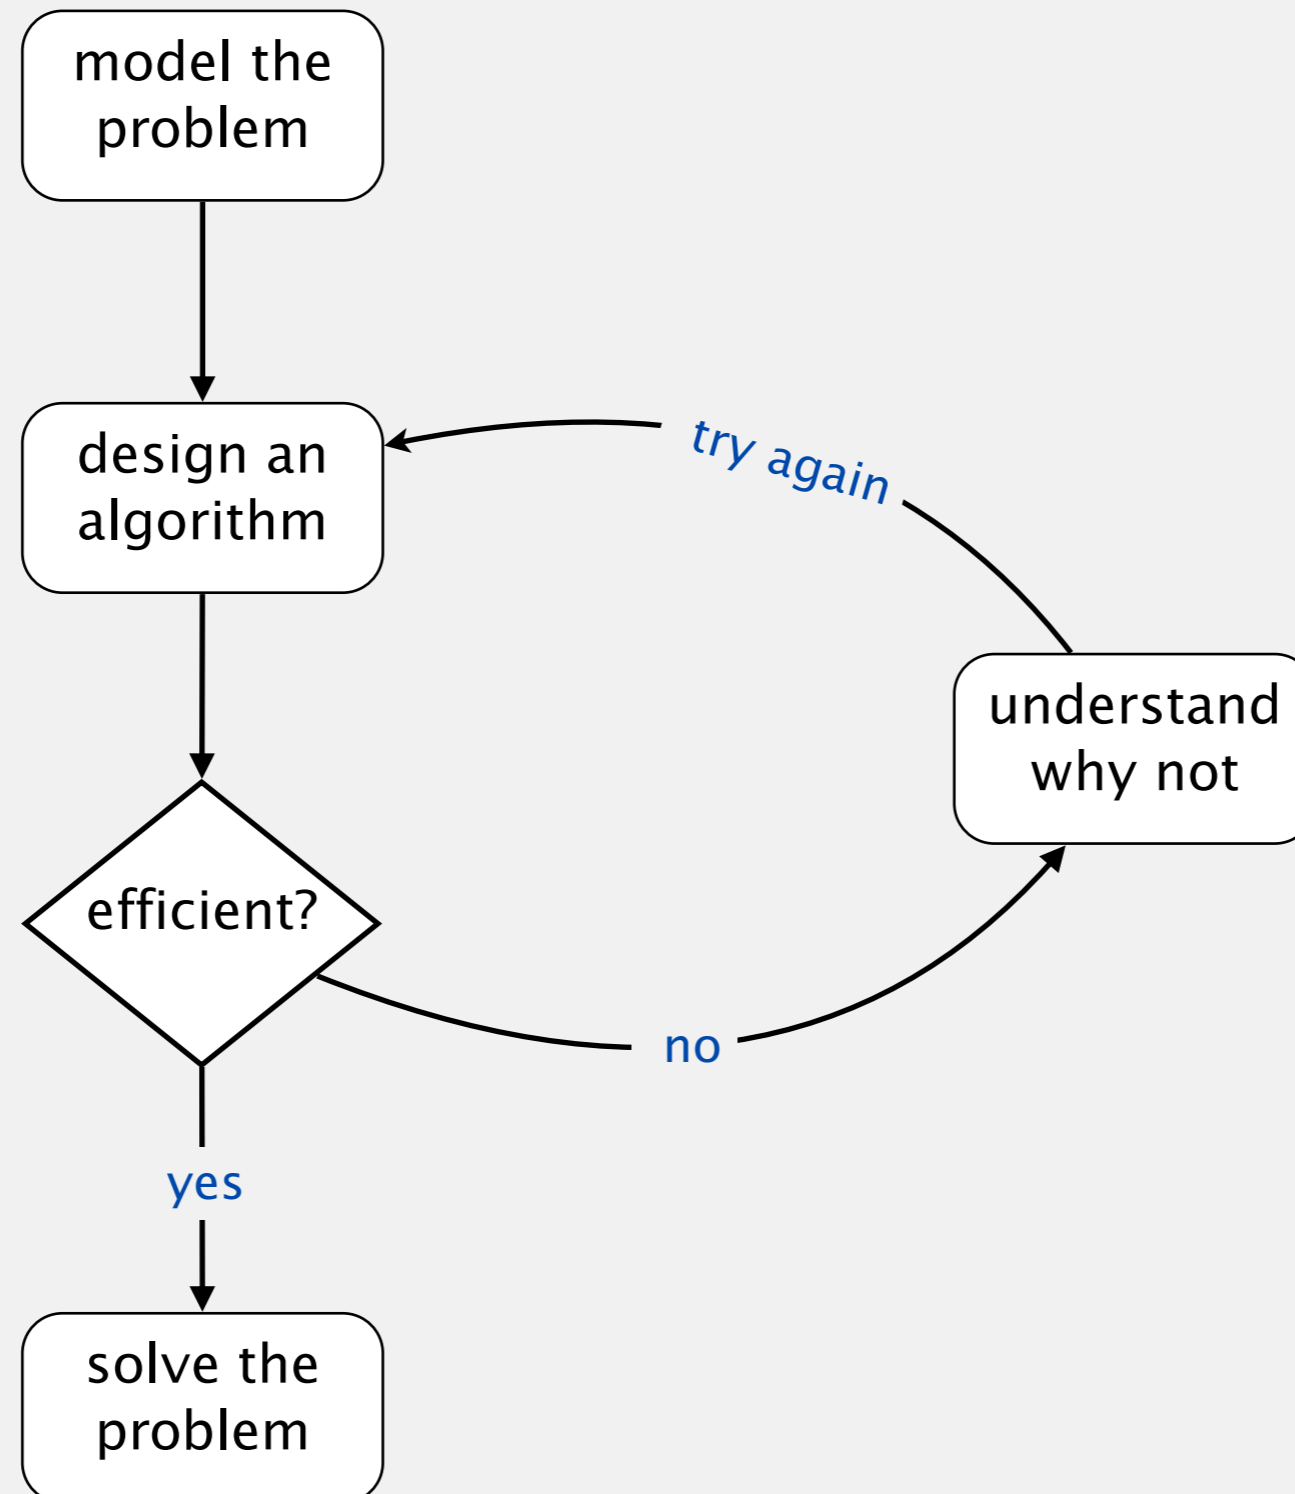 model the
problem
design an
algorithm
try again
understand
why not
efficient?
no
yes
solve the
problem